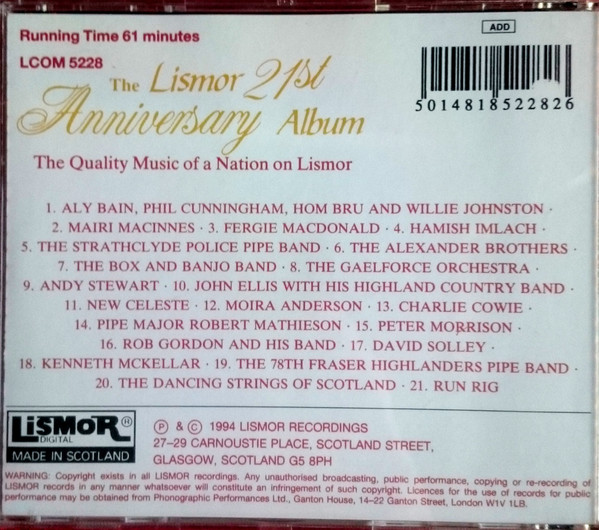 Running Time 61 minutes
ADD
LCOM 5228
The Lismor 21st
Anniversary Album
5014818522826
The Quality Music of a Nation on Lismor
1. ALY BAIN, PHIL CUNNINGHAM, HOM BRU AND WILLIE JOHNSTON ·
2. MAIRI MACINNES · 3. FERGIE MACDONALD · 4. HAMISH IMLACH ·
5. THE STRATHCLYDE POLICE PIPE BAND · 6. THE ALEXANDER BROTHERS ·
7. THE BOX AND BANJO BAND · 8. THE GAELFORCE ORCHESTRA ·
9. ANDY STEWART · 10. JOHN ELLIS WITH HIS HIGHLAND COUNTRY BAND ·
11. NEW CELESTE · 12. MOIRA ANDERSON · 13. CHARLIE COWIE ·
14. PIPE MAJOR ROBERT MATHIESON · 15. PETER MORRISON ·
16. ROB GORDON AND HIS BAND · 17. DAVID SOLLEY ·
18. KENNETH MCKELLAR · 19. THE 78TH FRASER HIGHLANDERS PIPE BAND ·
20. THE DANCING STRINGS OF SCOTLAND · 21. RUN RIG
LISMOR ®
DIGITAL
MADE IN SCOTLAND
℗ & © 1994 LISMOR RECORDINGS
27–29 CARNOUSTIE PLACE, SCOTLAND STREET,
GLASGOW, SCOTLAND G5 8PH
WARNING: Copyright exists in all LISMOR recordings. Any unauthorised broadcasting, public performance, copying or re-recording of
LISMOR records in any manner whatsoever will constitute an infringement of such copyright. Licences for the use of records for public
performance may be obtained from Phonographic Performances Ltd., Ganton House, 14–22 Ganton Street, London W1V 1LB.